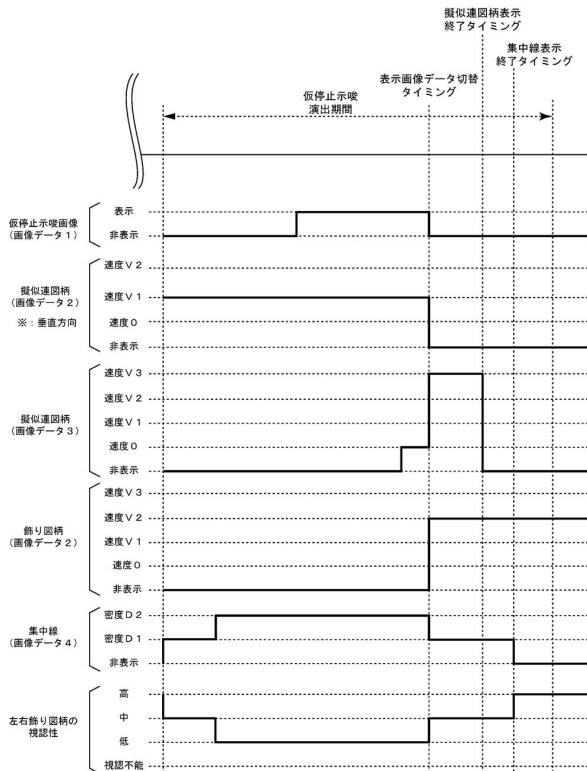 擬似連図柄表示
終了タイミング
集中線表示
終了タイミング
表示画像データ切替
タイミング
仮停止示唆
演出期間
仮停止示唆画像
(画像データ1)
表示
非表示
擬似連図柄
(画像データ2)
※:垂直方向
速度V2
速度V1
速度0
非表示
擬似連図柄
(画像データ3)
速度V3
速度V2
速度V1
速度0
非表示
飾り図柄
(画像データ2)
速度V3
速度V2
速度V1
速度0
非表示
集中線
(画像データ4)
密度D2
密度D1
非表示
左右飾り図柄の
視認性
高
中
低
視認不能